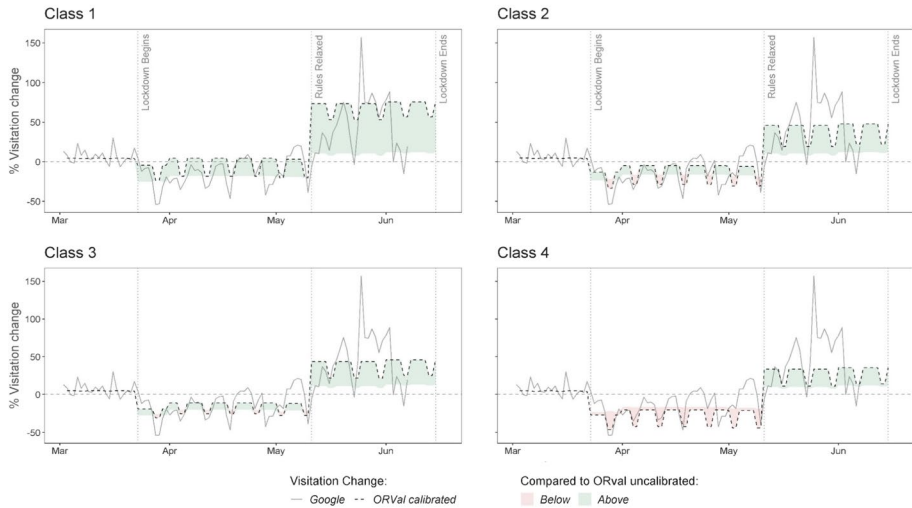 Class 1
Class 2
% Visitation change
150
100
50
0
-50
Lockdown Begins
Rules Relaxed
Lockdown Ends
Lockdown Begins
Rules Relaxed
Lockdown Ends
Mar
Apr
May
Jun
Mar
Apr
May
Jun
Class 3
Class 4
% Visitation change
150
100
50
0
-50
Mar
Apr
May
Jun
Mar
Apr
May
Jun
Visitation Change:
Google
ORVal calibrated
Compared to ORval uncalibrated:
Below
Above